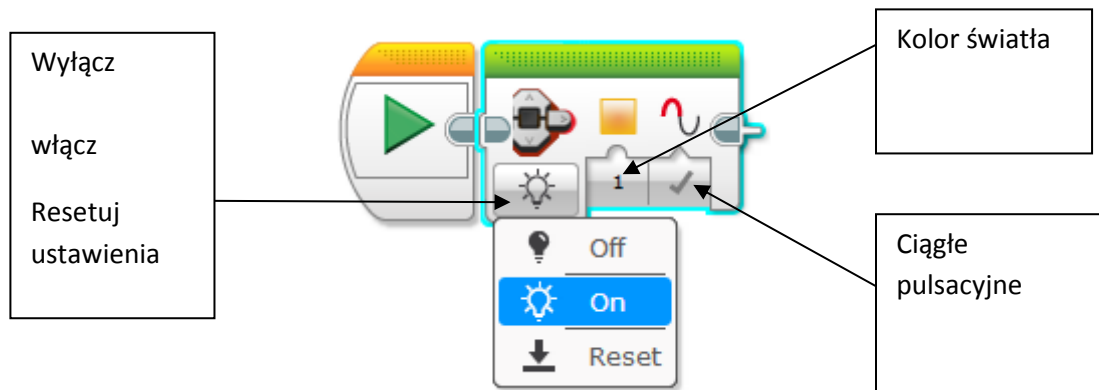 Wyłącz
włącz
Resetuj
ustawienia
1
Off
On
Reset
Kolor światła
Ciągłe
pulsacyjne